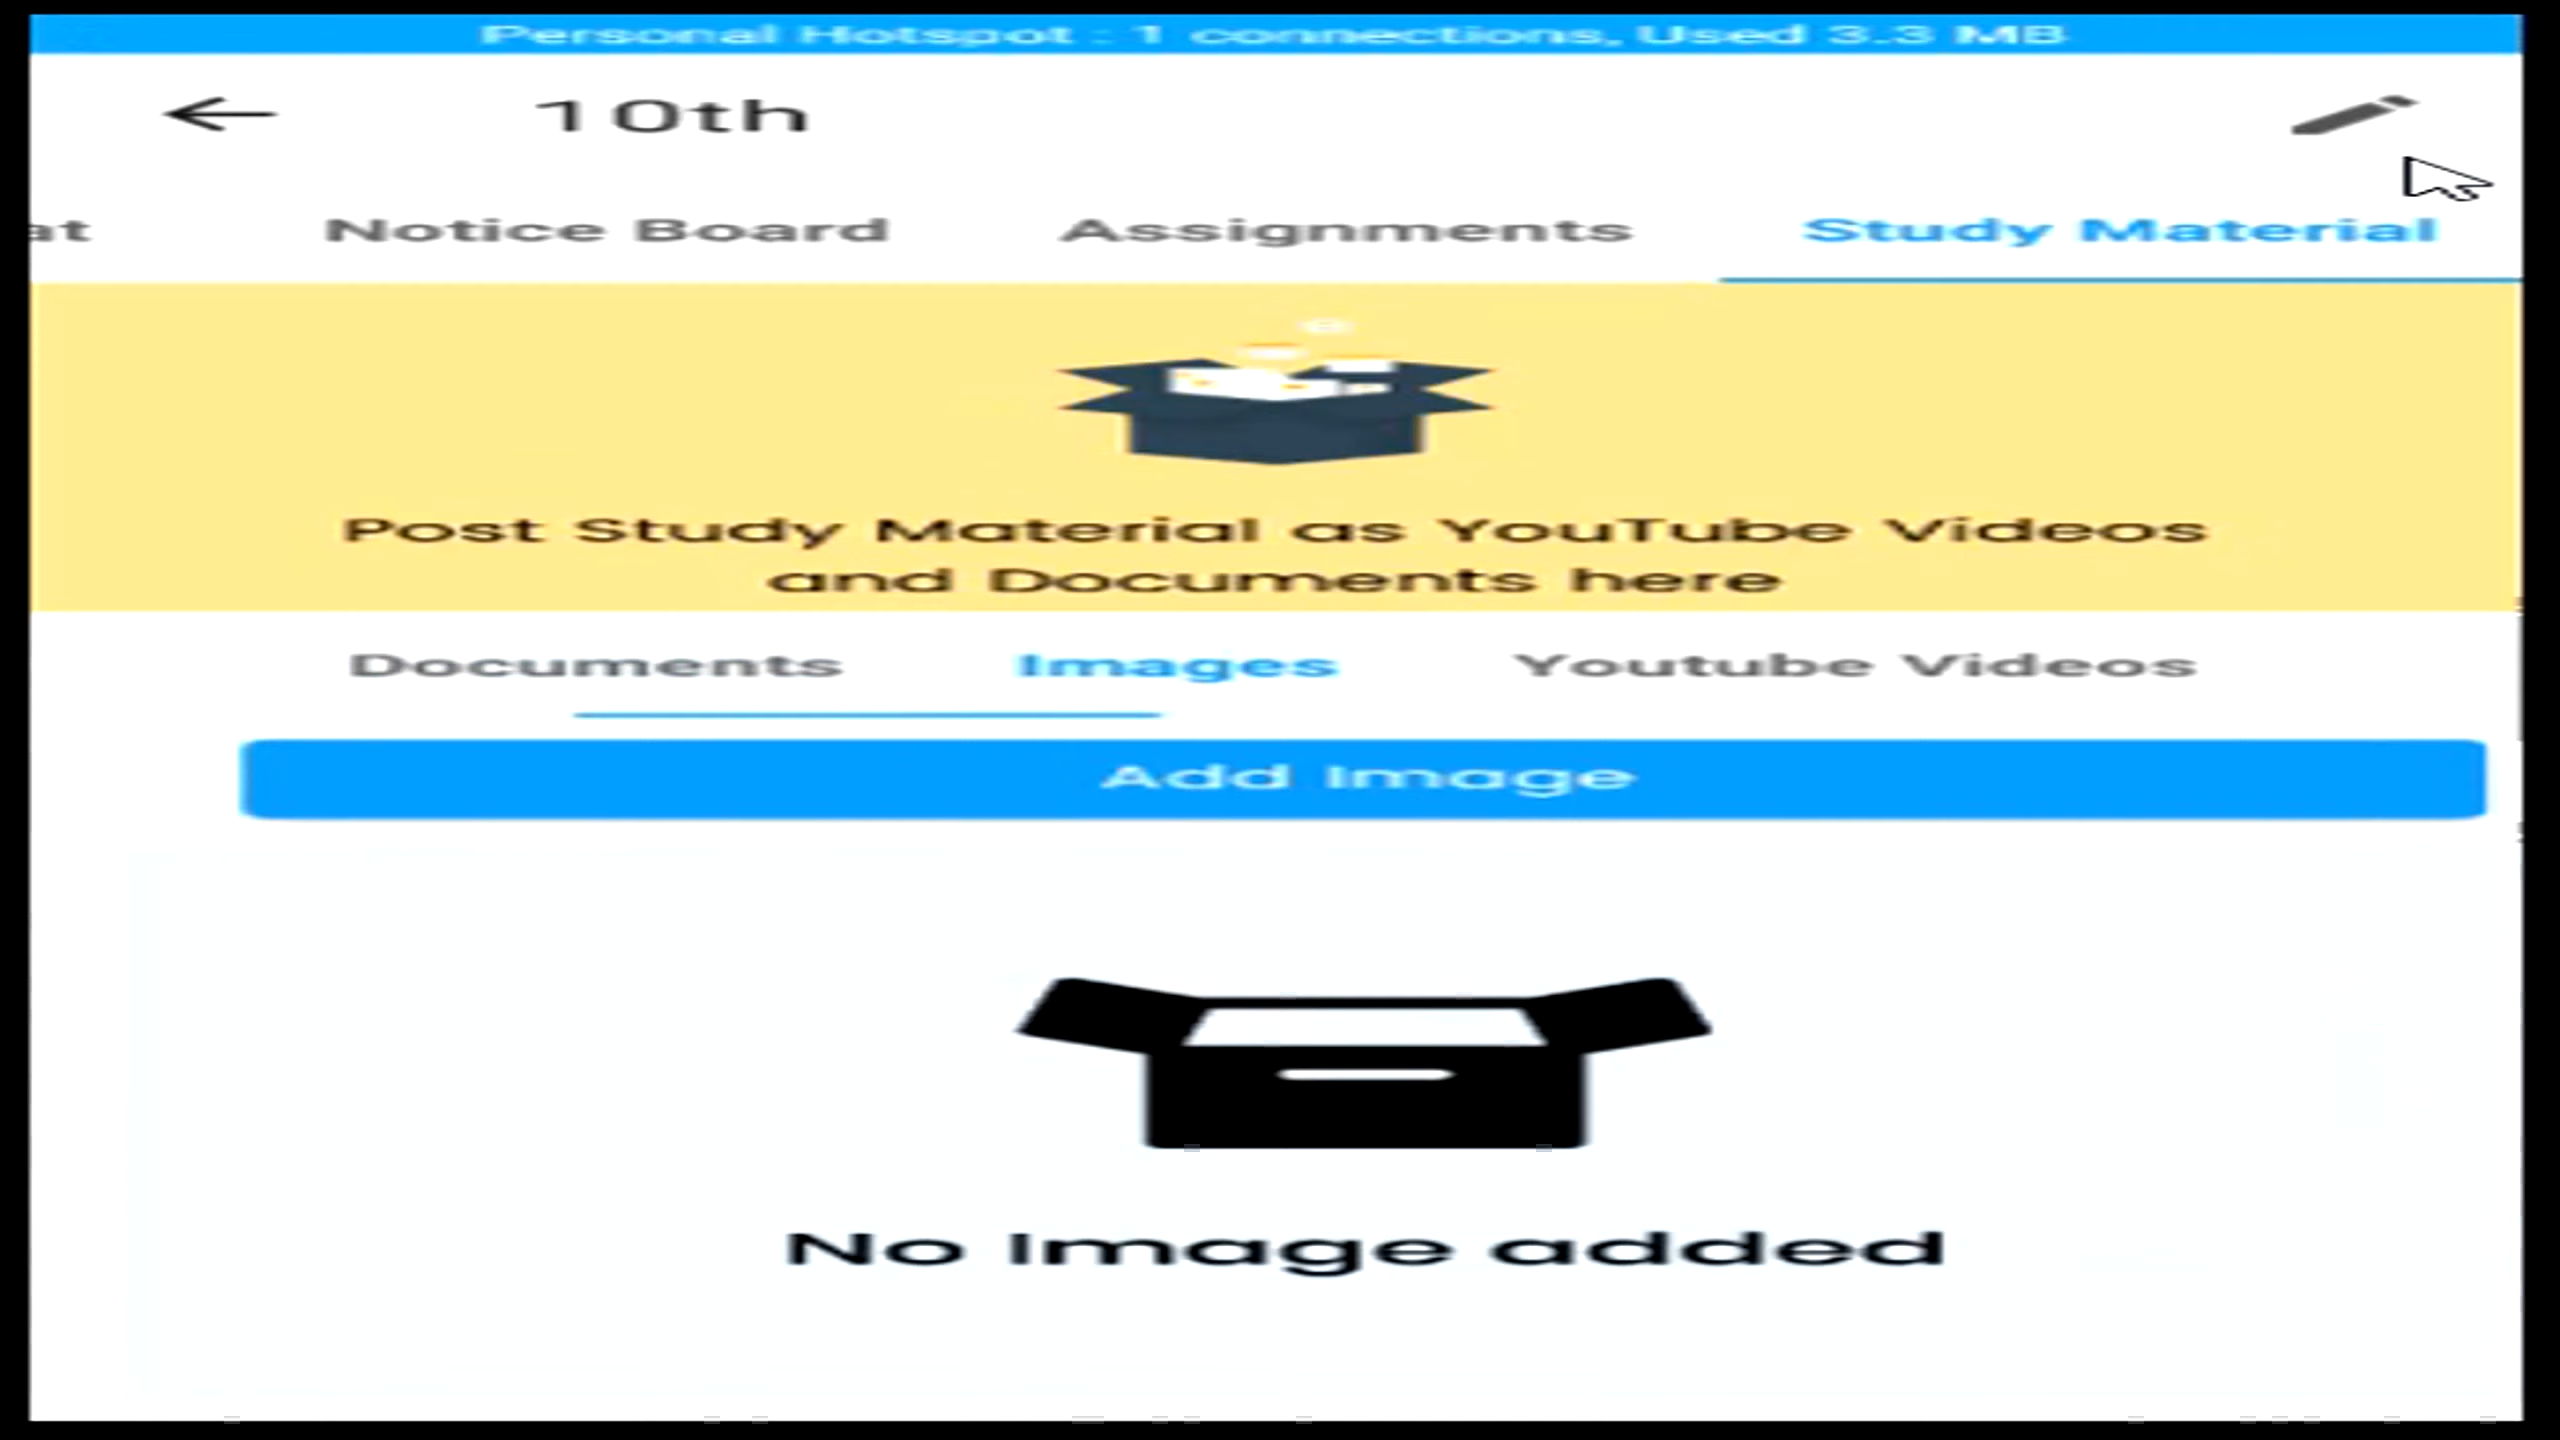 Personal Hotspot : 1 connections, Used 3.3 MB
10th
at Notice Board Assignments Study Material
Post Study Material as YouTube Videos
and Documents here
Documents Images Youtube Videos
Add Image
No Image added